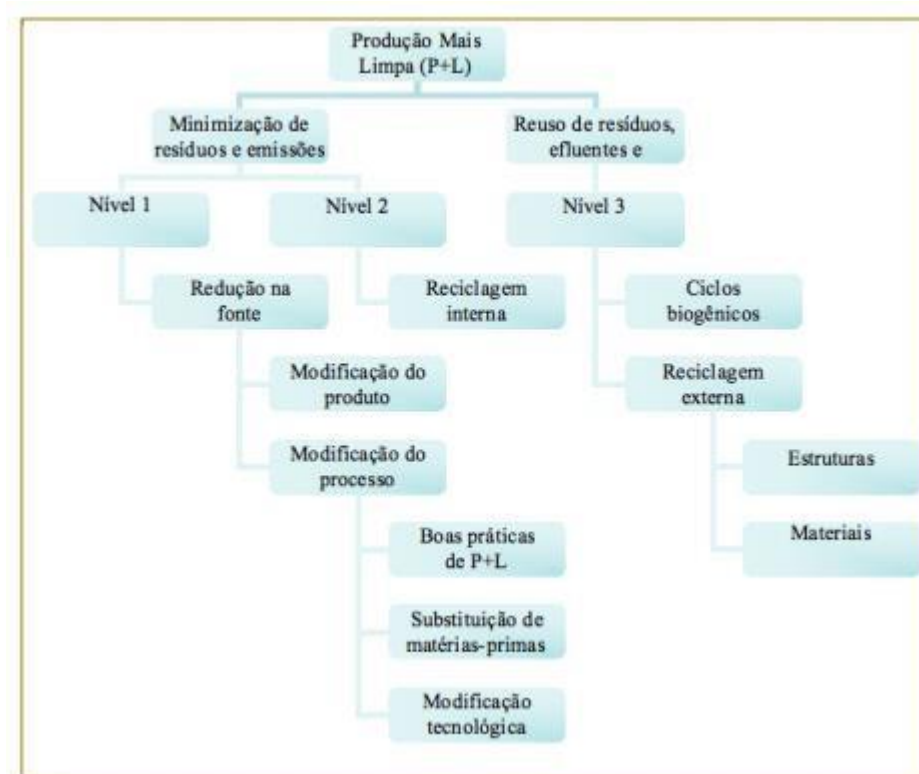 Produção Mais
Limpa (P+L)
Minimização de
resíduos e emissões
Reuso de resíduos,
efluentes e
Nível 1
Nível 2
Nível 3
Redução na
fonte
Reciclagem
interna
Ciclos
biogênicos
Modificação do
produto
Reciclagem
externa
Modificação do
processo
Estruturas
Materiais
Boas práticas
de P+L
Substituição de
matérias-primas
Modificação
tecnológica